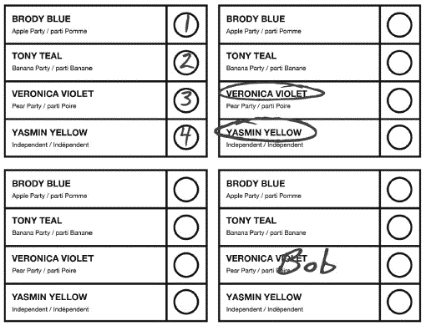 BRODY BLUE
Apple Party / parti Pomme
1
TONY TEAL
Banana Party / parti Banane
2
VERONICA VIOLET
Pear Party / parti Poire
3
YASMIN YELLOW
Independent / Indépendent
4
BRODY BLUE
Apple Party / parti Pomme
TONY TEAL
Banana Party / parti Banane
VERONICA VIOLET
Pear Party / parti Poire
YASMIN YELLOW
Independent / Indépendent
BRODY BLUE
Apple Party / parti Pomme
TONY TEAL
Banana Party / parti Banane
VERONICA VIOLET
Pear Party / parti Poire
YASMIN YELLOW
Independent / Indépendent
BRODY BLUE
Apple Party / parti Pomme
TONY TEAL
Banana Party / parti Banane
VERONICA VIOLET
Pear Party / parti Poire
Bob
YASMIN YELLOW
Independent / Indépendent